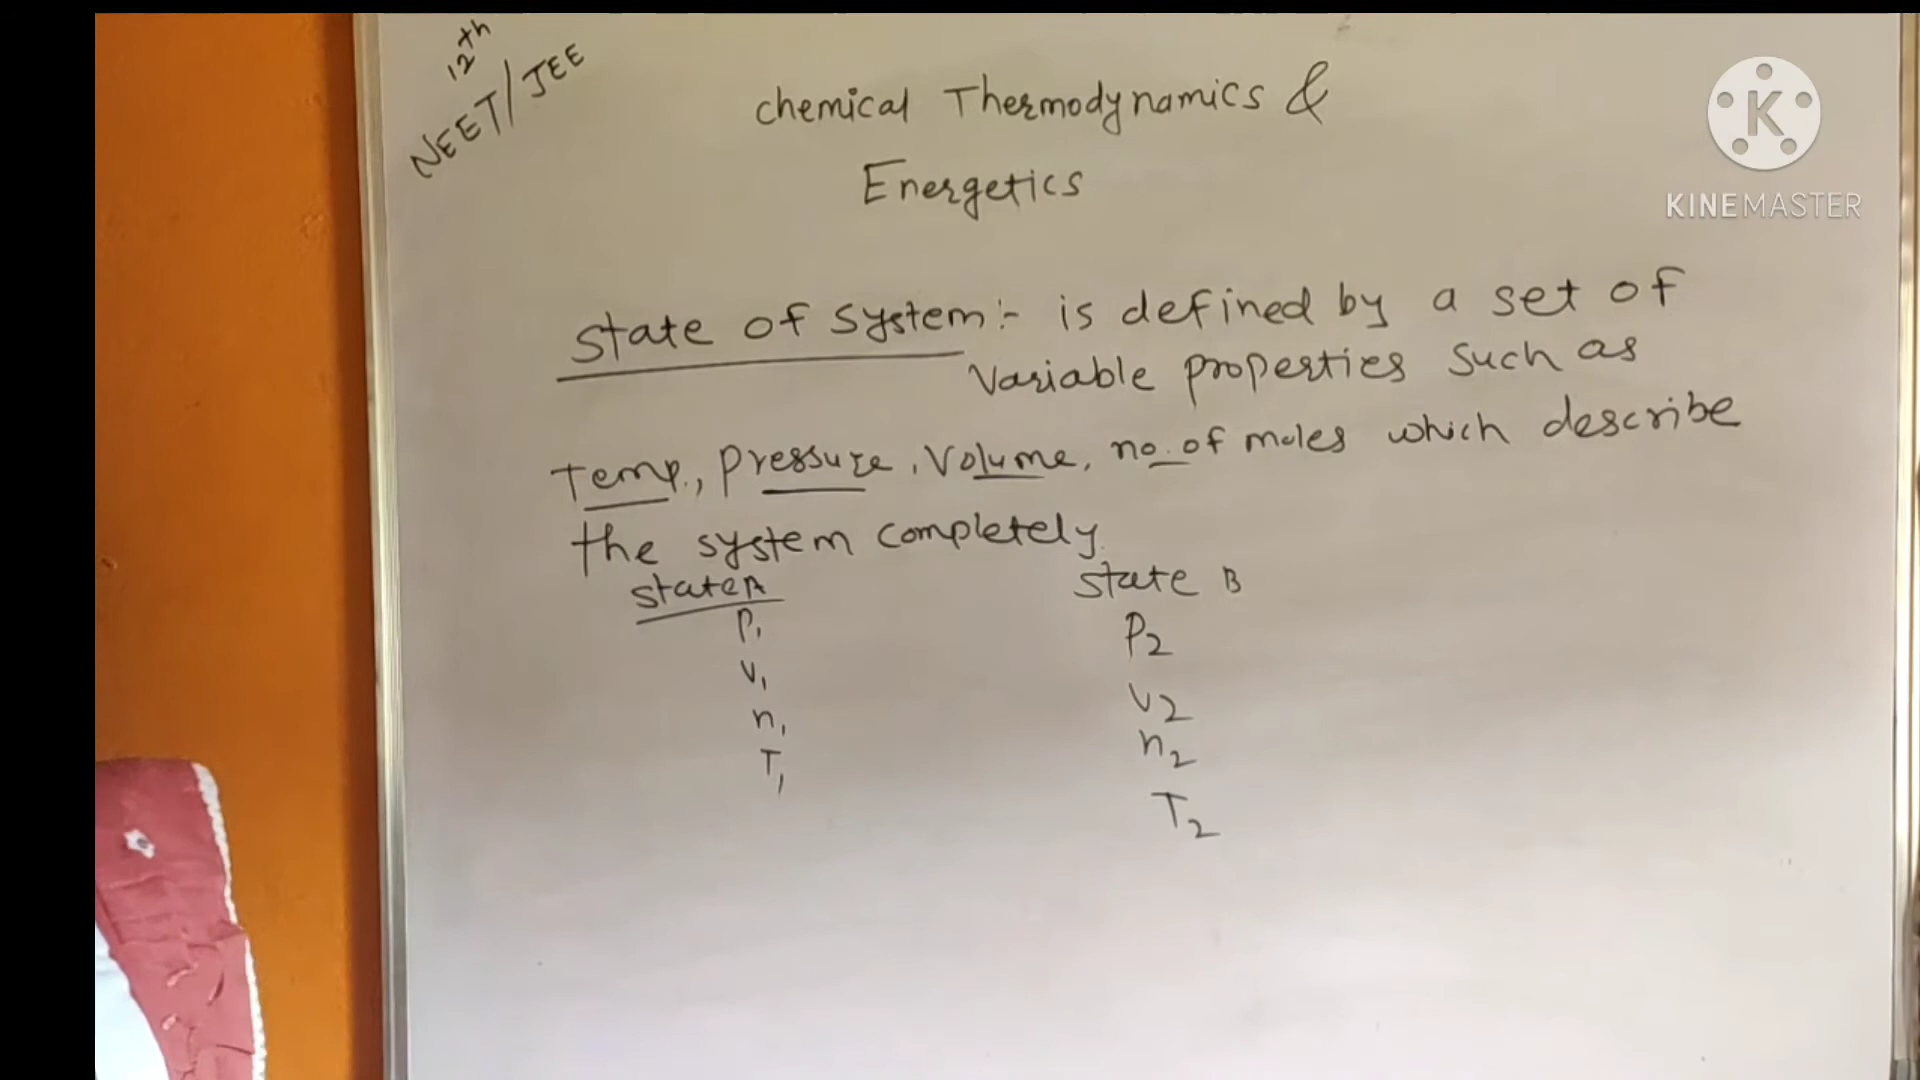 12th
NEET/JEE
chemical Thermodynamics &
Energetics
K
KINEMASTER
state of system:- is defined by a set of
variable properties such as
Temp., pressure, volume, no. of moles which describe
the system completely.
state A
state B
P1
P2
V1
V2
n1
n2
T1
T2